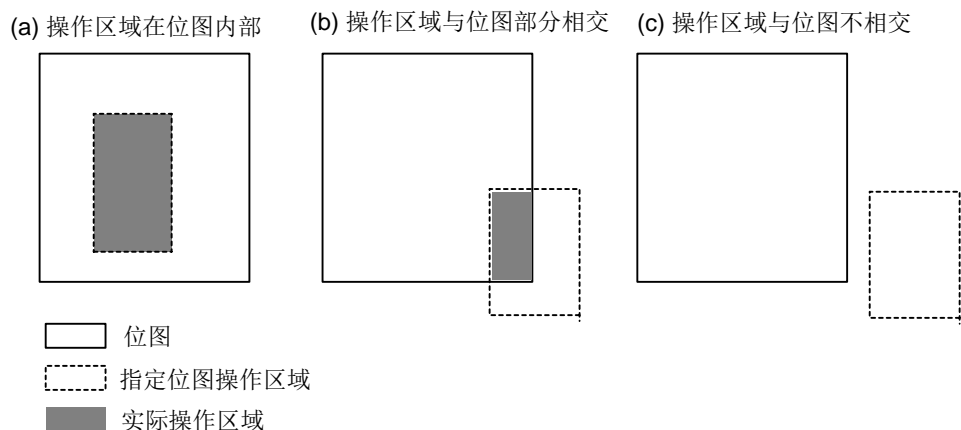 (a) 操作区域在位图内部
(b) 操作区域与位图部分相交
(c) 操作区域与位图不相交
位图
指定位图操作区域
实际操作区域